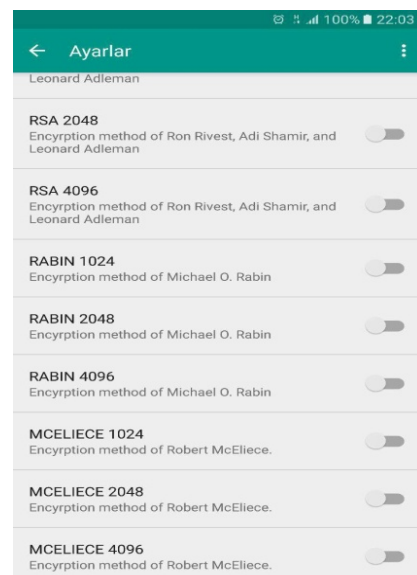 100% 22:03
Ayarlar
Leonard Adleman
RSA 2048
Encyrption method of Ron Rivest, Adi Shamir, and
Leonard Adleman
RSA 4096
Encyrption method of Ron Rivest, Adi Shamir, and
Leonard Adleman
RABIN 1024
Encyrption method of Michael O. Rabin
RABIN 2048
Encyrption method of Michael O. Rabin
RABIN 4096
Encyrption method of Michael O. Rabin
MCELIECE 1024
Encyrption method of Robert McEliece.
MCELIECE 2048
Encyrption method of Robert McEliece.
MCELIECE 4096
Encyrption method of Robert McEliece.